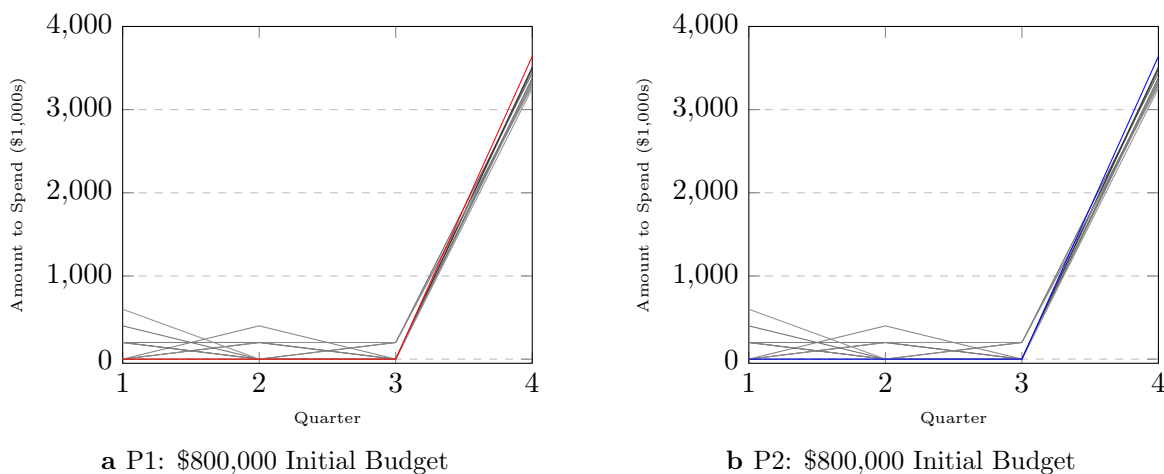 4,000
3,000
2,000
1,000
0
Amount to Spend ($1,000s)
1 2 3 4
Quarter
a P1: $800,000 Initial Budget
4,000
3,000
2,000
1,000
0
Amount to Spend ($1,000s)
1 2 3 4
Quarter
b P2: $800,000 Initial Budget